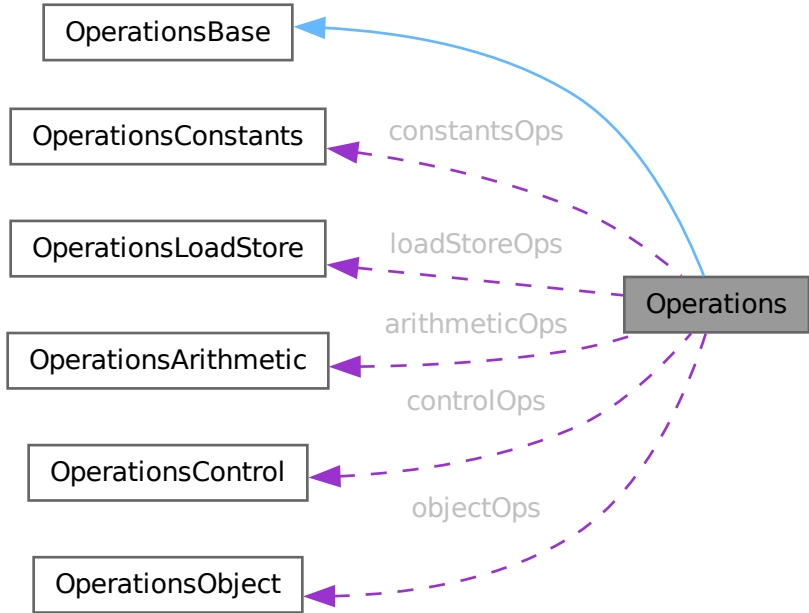 OperationsBase
OperationsConstants
constantsOps
OperationsLoadStore
loadStoreOps
Operations
arithmeticOps
OperationsArithmetic
controlOps
OperationsControl
objectOps
OperationsObject